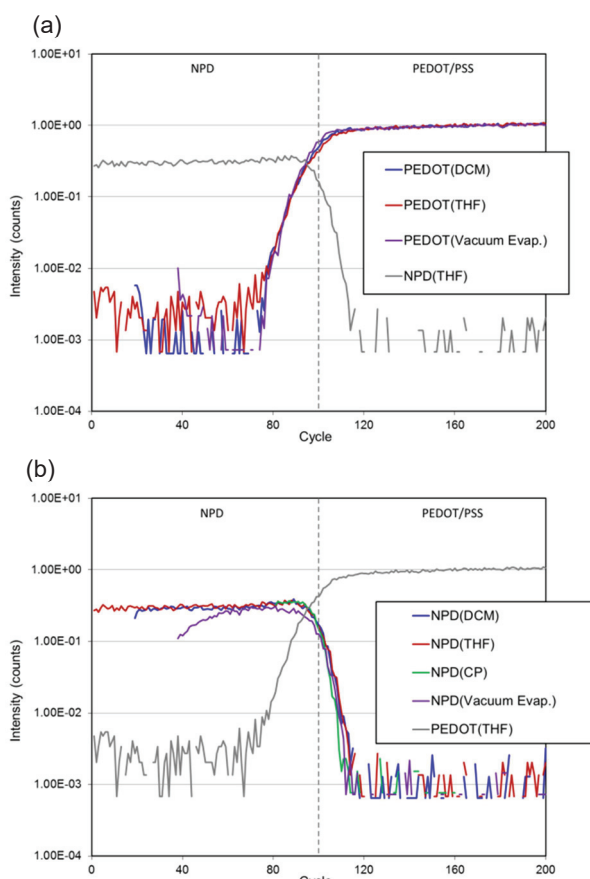 (a)
NPD PEDOT/PSS
1.00E+01
1.00E+00
1.00E-01
1.00E-02
1.00E-03
1.00E-04
Intensity (counts)
PEDOT(DCM)
PEDOT(THF)
PEDOT(Vacuum Evap.)
NPD(THF)
0 40 80 120 160 200
Cycle
(b)
NPD PEDOT/PSS
1.00E+01
1.00E+00
1.00E-01
1.00E-02
1.00E-03
1.00E-04
Intensity (counts)
NPD(DCM)
NPD(THF)
NPD(CP)
NPD(Vacuum Evap.)
PEDOT(THF)
0 40 80 120 160 200
Cycle